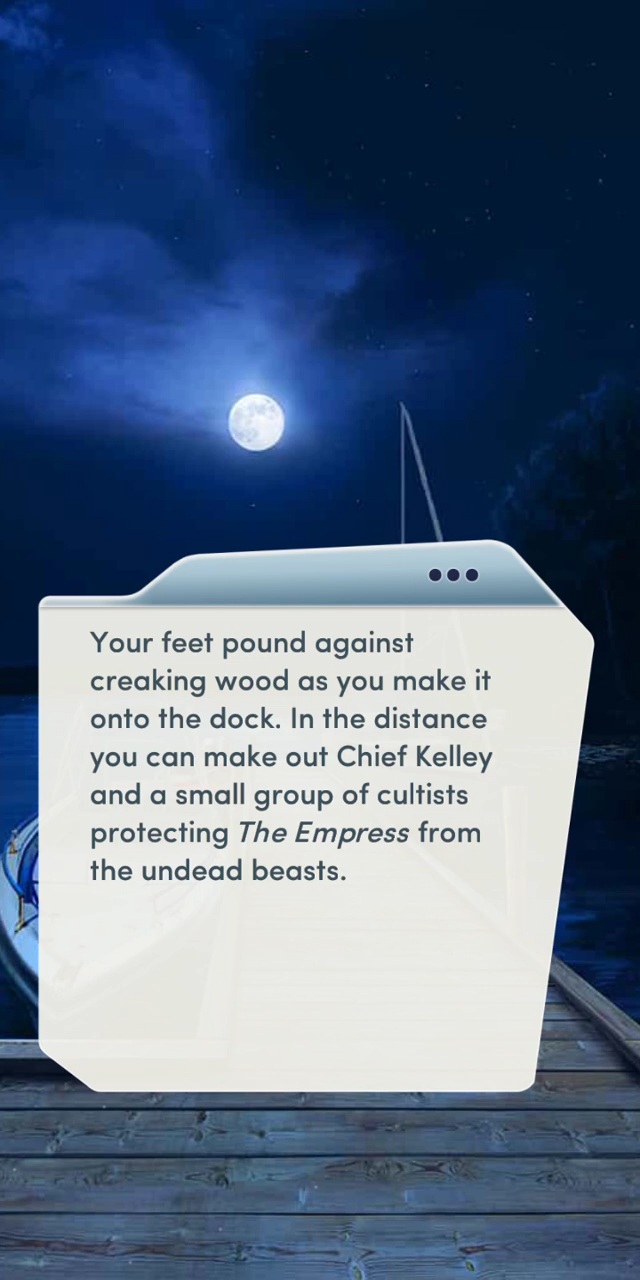 Your feet pound against
creaking wood as you make it
onto the dock. In the distance
you can make out Chief Kelley
and a small group of cultists
protecting The Empress from
the undead beasts.